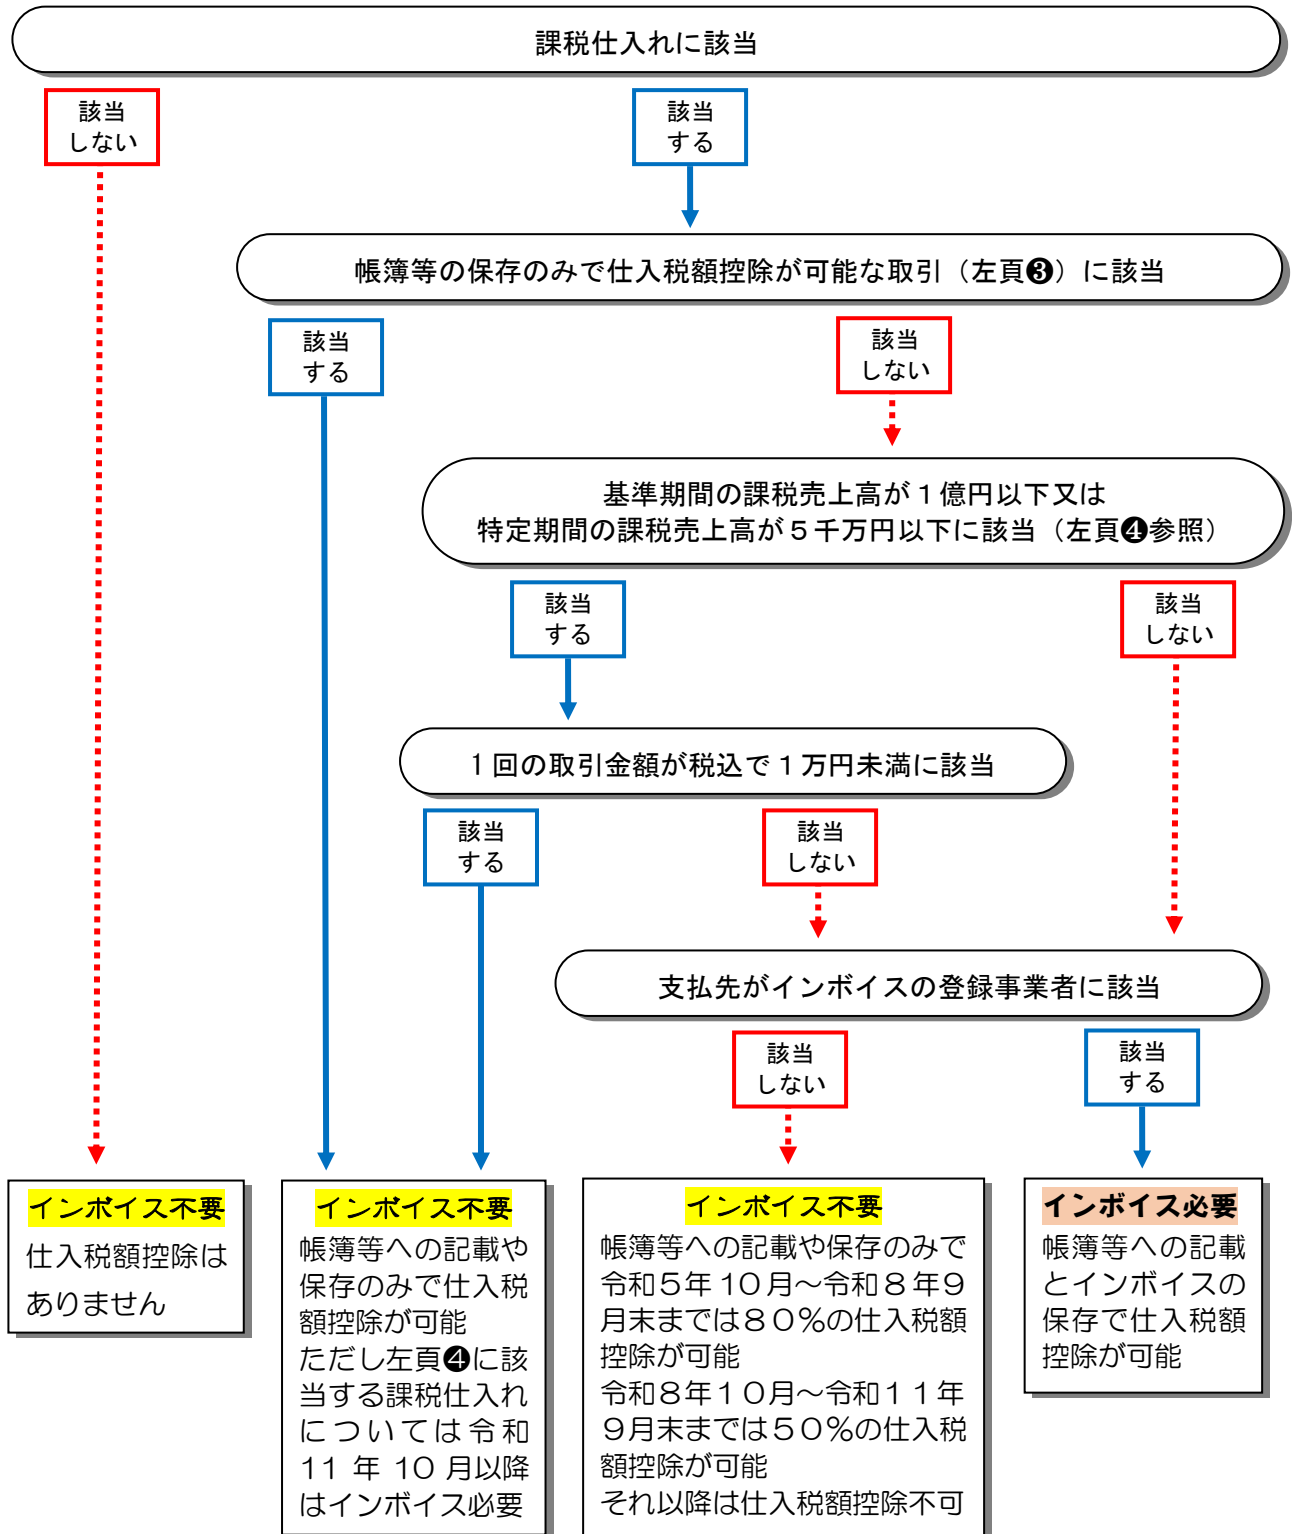 課税仕入れに該当
該当
しない
該当
する
帳簿等の保存のみで仕入税額控除が可能な取引（左頁❸）に該当
該当
する
該当
しない
基準期間の課税売上高が１億円以下又は
特定期間の課税売上高が５千万円以下に該当（左頁❹参照）
該当
する
該当
しない
１回の取引金額が税込で１万円未満に該当
該当
する
該当
しない
支払先がインボイスの登録事業者に該当
該当
しない
該当
する
インボイス不要
仕入税額控除は
ありません
インボイス不要
帳簿等への記載や
保存のみで仕入税
額控除が可能
ただし左頁❹に該
当する課税仕入れ
については令和
11 年 10 月以降
はインボイス必要
インボイス不要
帳簿等への記載や保存のみで
令和５年 10 月～令和８年９
月末までは８０％の仕入税額
控除が可能
令和８年１０月～令和１１年
９月末までは５０％の仕入税
額控除が可能
それ以降は仕入税額控除不可
インボイス必要
帳簿等への記載
とインボイスの
保存で仕入税額
控除が可能